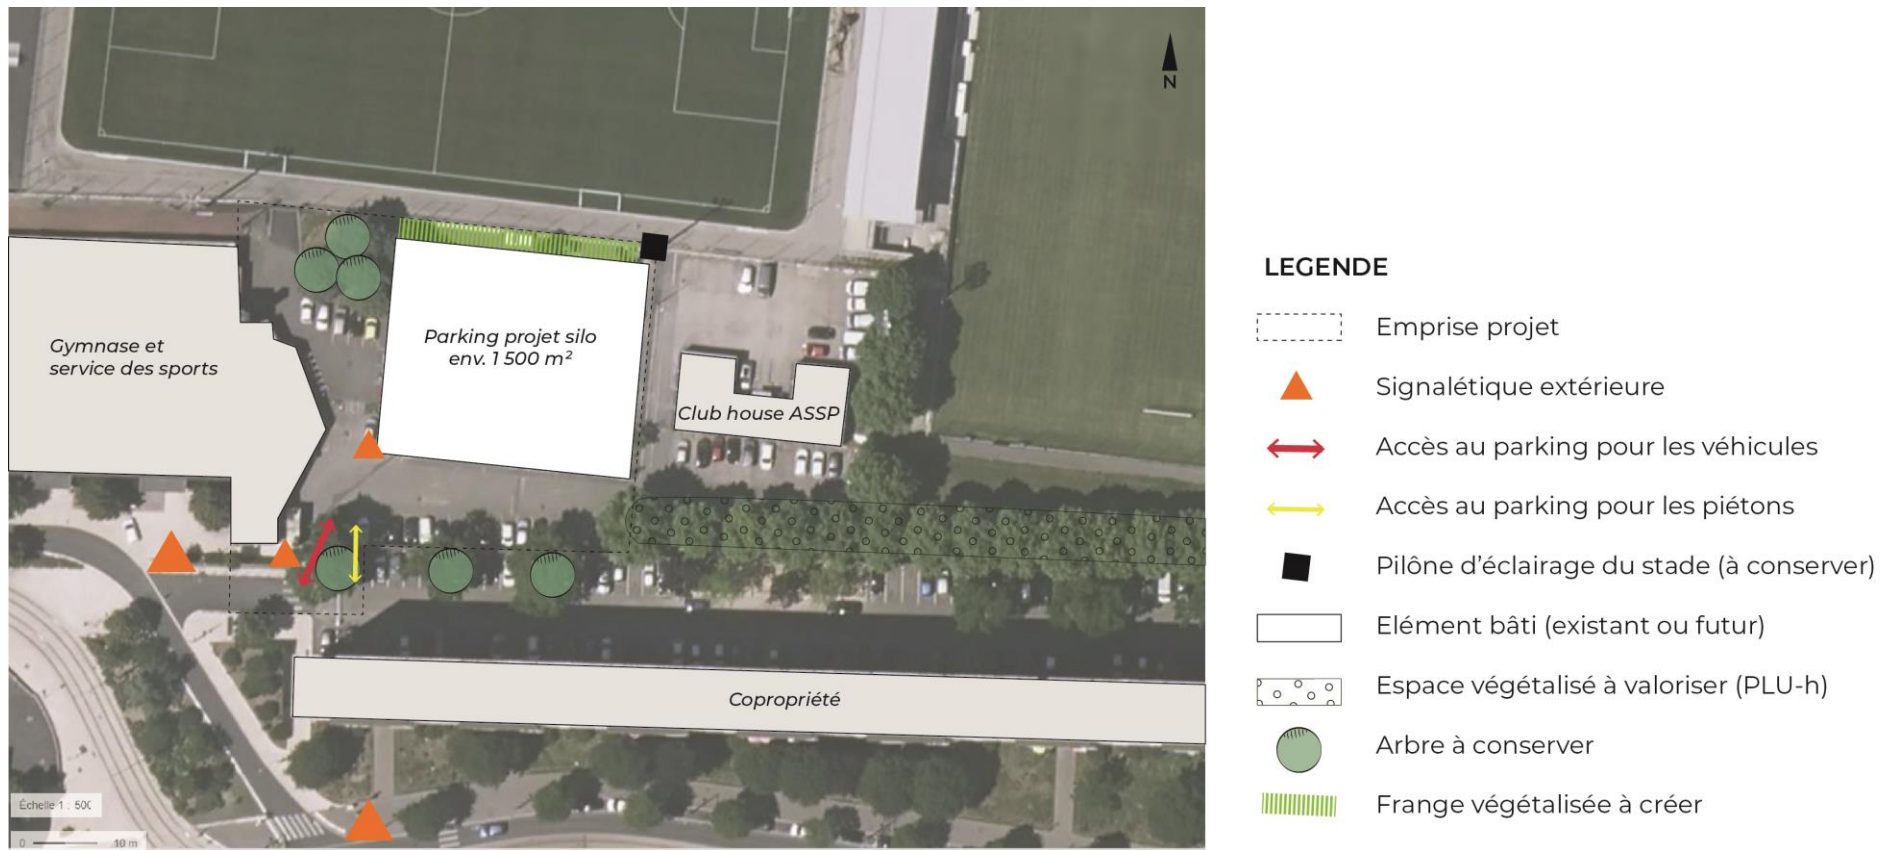 N
Gymnase et
service des sports
Parking projet silo
env. 1 500 m²
Club house ASSP
Copropriété
Échelle 1 : 500
0 10 m
LEGENDE
Emprise projet
Signalétique extérieure
Accès au parking pour les véhicules
Accès au parking pour les piétons
Pilône d'éclairage du stade (à conserver)
Elément bâti (existant ou futur)
Espace végétalisé à valoriser (PLU-h)
Arbre à conserver
Frange végétalisée à créer